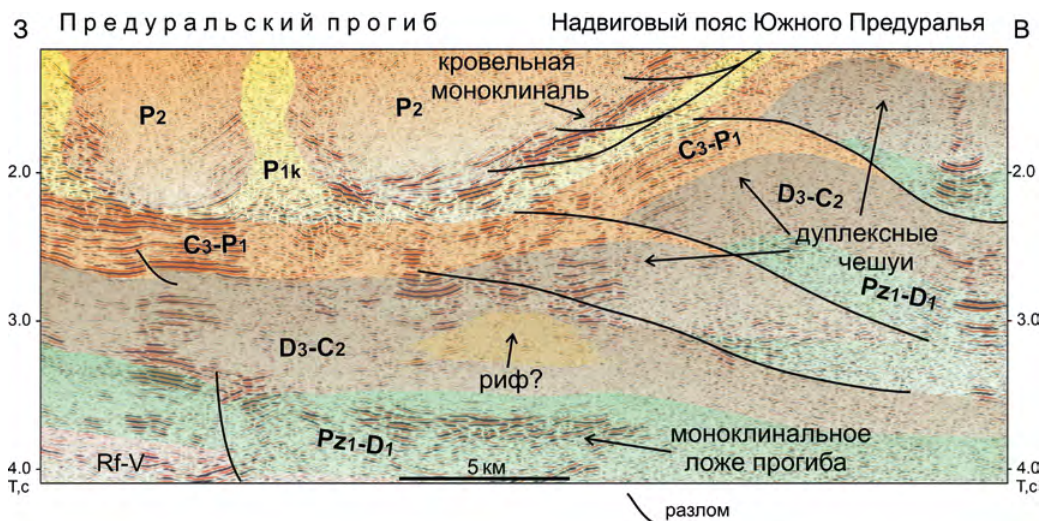 З Предуральский прогиб Надвиговый пояс Южного Предуралья В
кровельная
моноклиналь
P2
P2
P1k
C3-P1
2.0
2.0
D3-C2
C3-P1
дуплексные
чешуи
Pz1-D1
3.0
3.0
D3-C2
риф?
Pz1-D1
моноклинальное
ложе прогиба
Rf-V
5 км
4.0
4.0
Т,с
Т,с
разлом